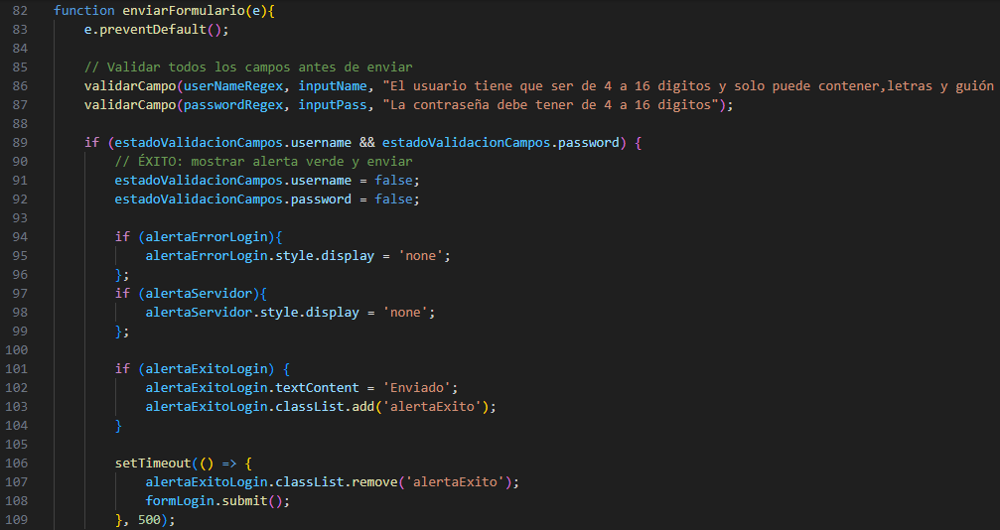 82 function enviarFormulario(e){
83 e.preventDefault();
84
85 // Validar todos los campos antes de enviar
86 validarCampo(userNameRegex, inputName, "El usuario tiene que ser de 4 a 16 digitos y solo puede contener,letras y guión
87 validarCampo(passwordRegex, inputPass, "La contraseña debe tener de 4 a 16 digitos");
88
89 if (estadoValidacionCampos.username && estadoValidacionCampos.password) {
90 // ÉXITO: mostrar alerta verde y enviar
91 estadoValidacionCampos.username = false;
92 estadoValidacionCampos.password = false;
93
94 if (alertaErrorLogin){
95 alertaErrorLogin.style.display = 'none';
96 };
97 if (alertaServidor){
98 alertaServidor.style.display = 'none';
99 };
100
101 if (alertaExitoLogin) {
102 alertaExitoLogin.textContent = 'Enviado';
103 alertaExitoLogin.classList.add('alertaExito');
104 }
105
106 setTimeout(() => {
107 alertaExitoLogin.classList.remove('alertaExito');
108 formLogin.submit();
109 }, 500);